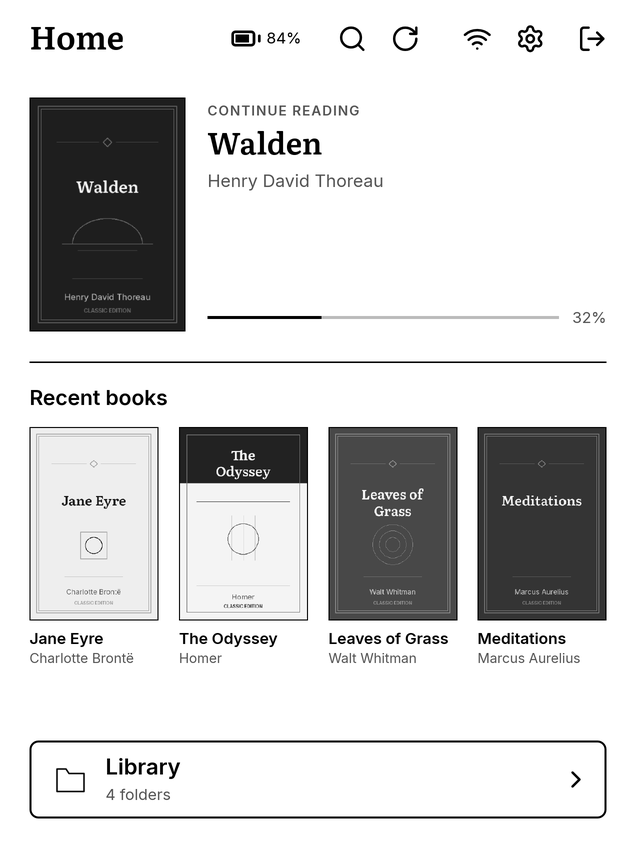 Home
84%
CONTINUE READING
Walden
Henry David Thoreau
32%
Walden
Henry David Thoreau
CLASSIC EDITION
Recent books
Jane Eyre
Charlotte Brontë
CLASSIC EDITION
The
Odyssey
Homer
CLASSIC EDITION
Leaves of
Grass
Walt Whitman
CLASSIC EDITION
Meditations
Marcus Aurelius
CLASSIC EDITION
Jane Eyre
Charlotte Brontë
The Odyssey
Homer
Leaves of Grass
Walt Whitman
Meditations
Marcus Aurelius
Library
4 folders